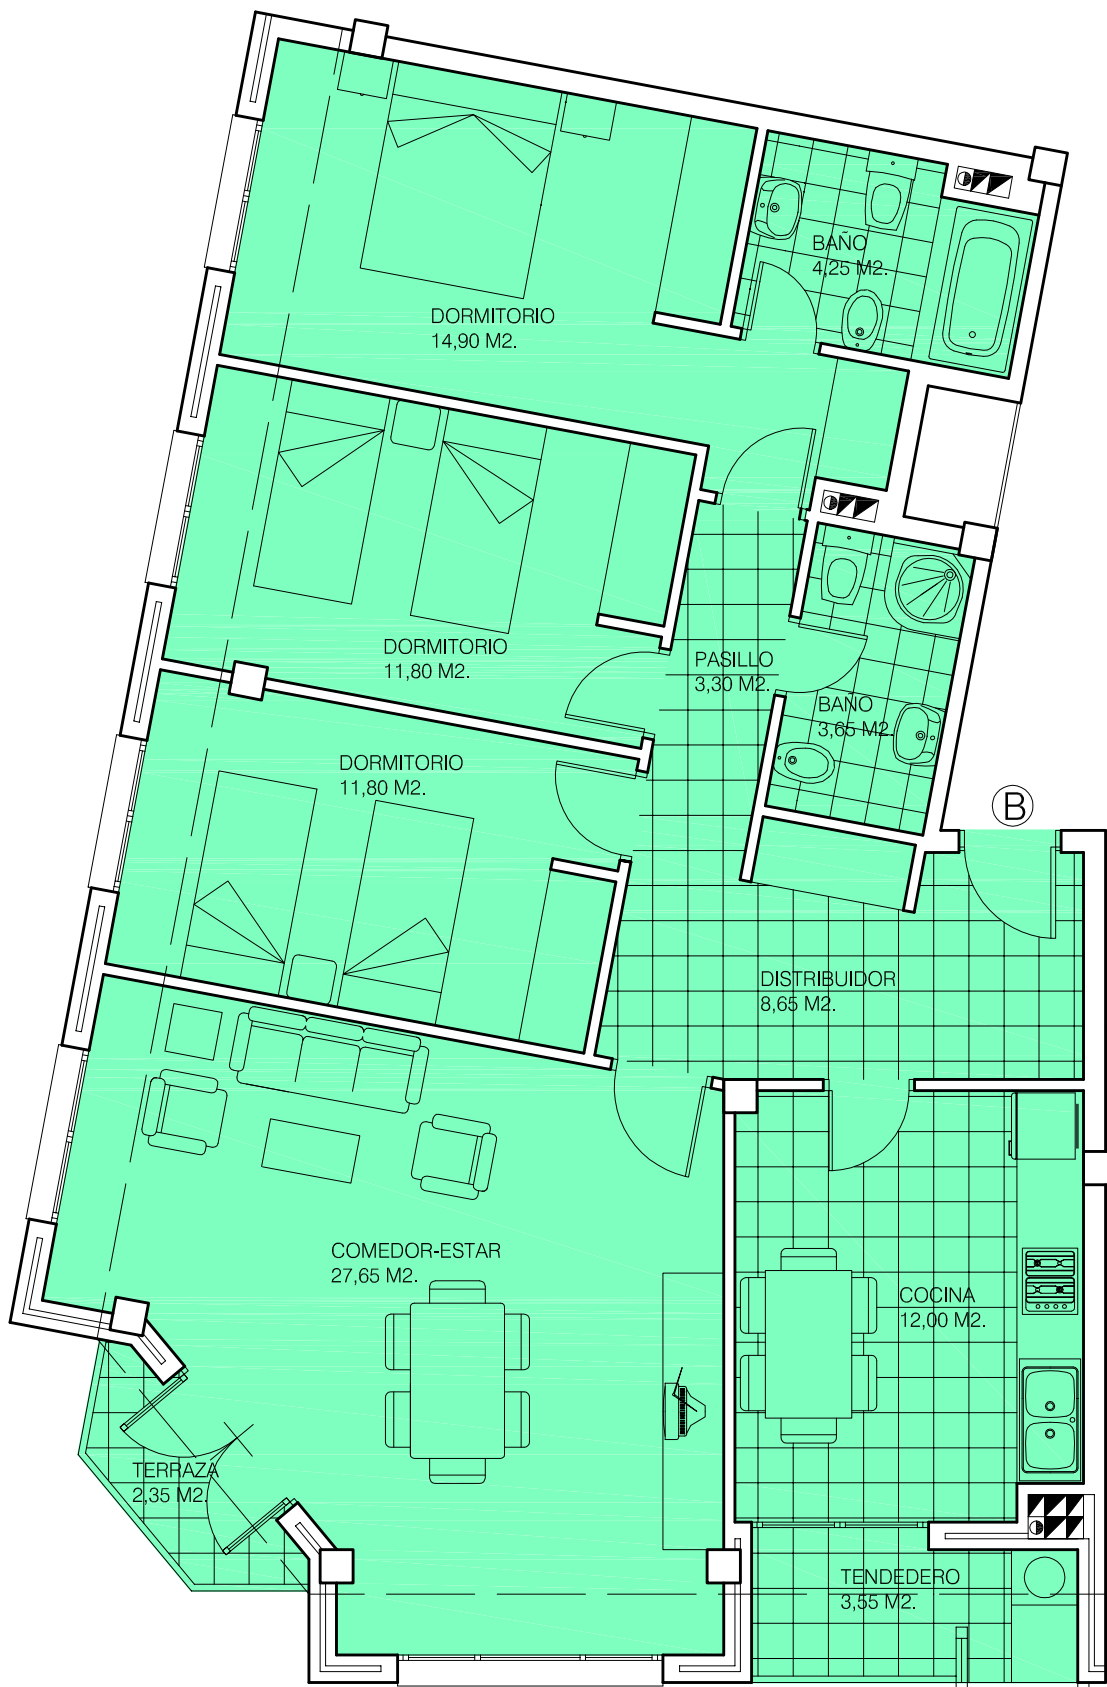 BAÑO
4,25 M2.
DORMITORIO
14,90 M2.
DORMITORIO
11,80 M2.
PASILLO
3,30 M2.
BAÑO
3,65 M2.
DORMITORIO
11,80 M2.
B
DISTRIBUIDOR
8,65 M2.
COMEDOR-ESTAR
27,65 M2.
COCINA
12,00 M2.
TERRAZA
2,35 M2.
TENDEDERO
3,55 M2.